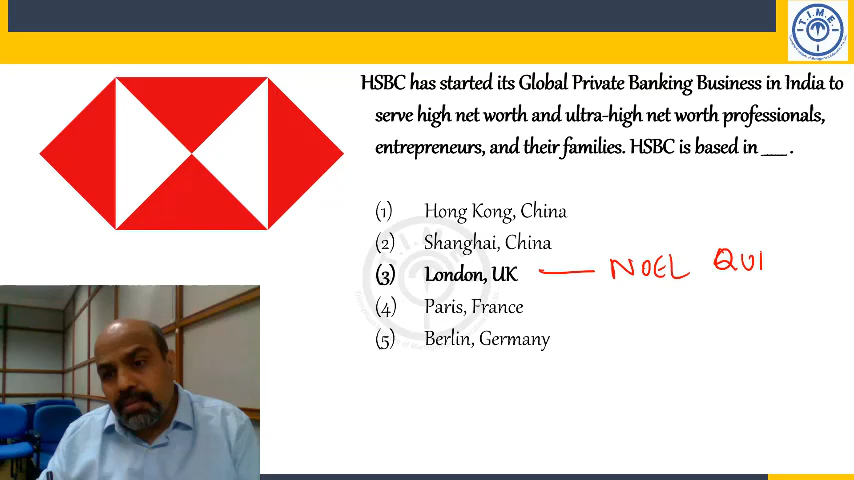 T.I.M.E.
HSBC has started its Global Private Banking Business in India to
serve high net worth and ultra-high net worth professionals,
entrepreneurs, and their families. HSBC is based in ___ .
(1) Hong Kong, China
(2) Shanghai, China
(3) London, UK — NOEL QUI
(4) Paris, France
(5) Berlin, Germany